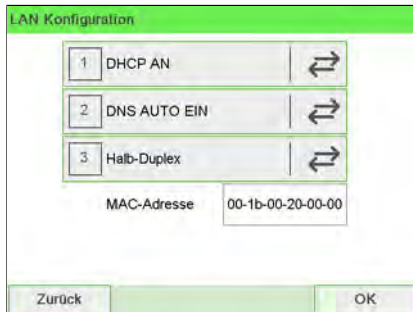 LAN Konfiguration
1 DHCP AN
2 DNS AUTO EIN
3 Halb-Duplex
MAC-Adresse 00-1b-00-20-00-00
Zurück OK